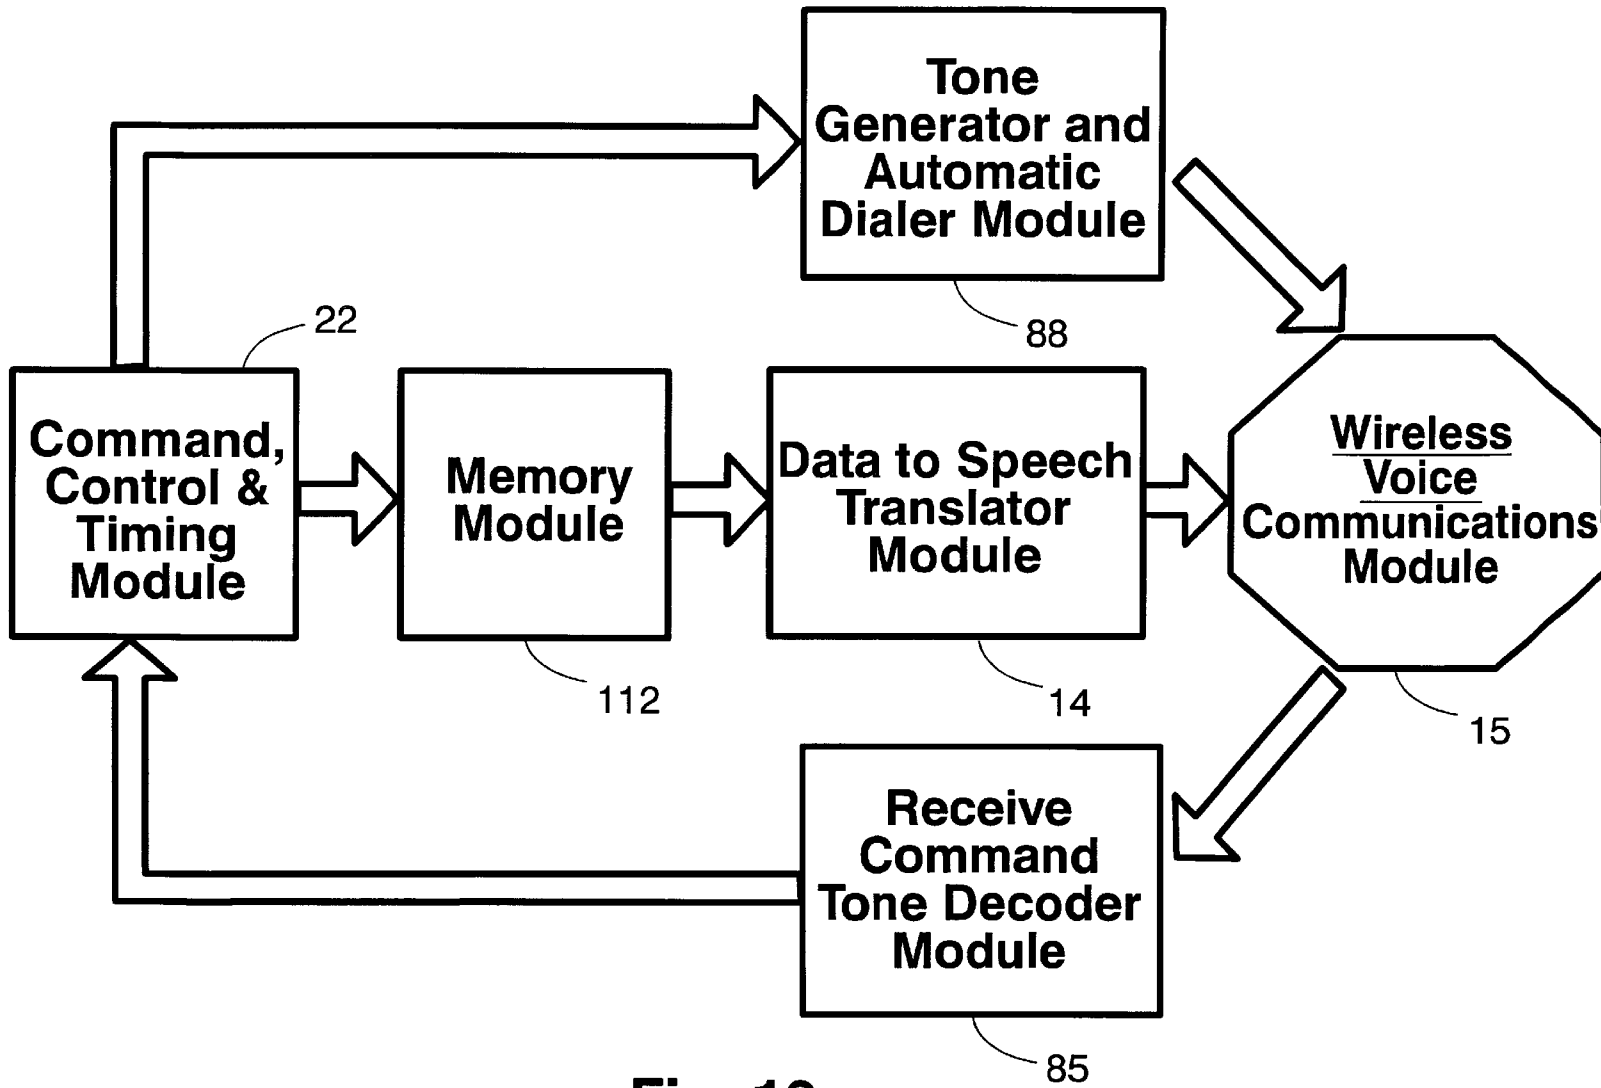 Tone
Generator and
Automatic
Dialer Module
88
22
Command,
Control &
Timing
Module
Memory
Module
112
Data to Speech
Translator
Module
14
Wireless
Voice
Communications
Module
15
Receive
Command
Tone Decoder
Module
85